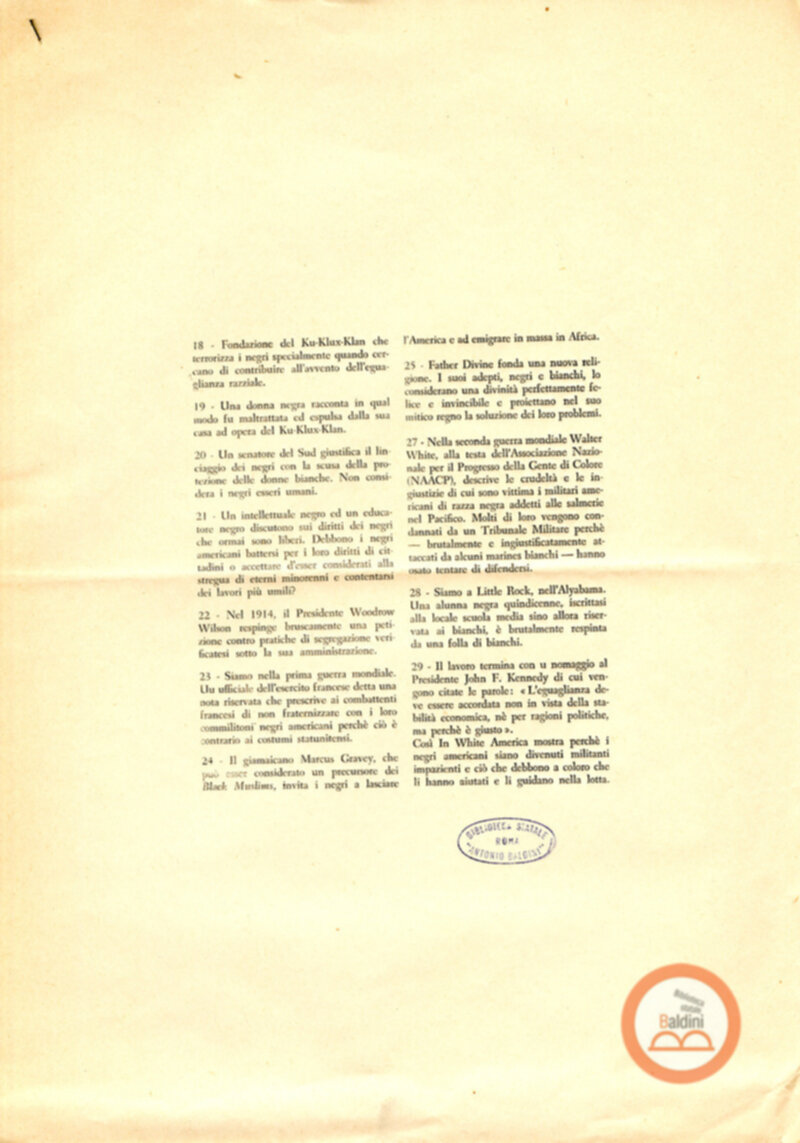 18 - Fondazione del Ku-Klux-Klan che
terrorizza i negri specialmente quando cer-
cano di contribuire all'avvento dell'egua-
glianza razziale.
19 - Una donna negra racconta in qual
modo fu maltrattata ed espulsa dalla sua
casa ad opera del Ku-Klux-Klan.
20 - Un senatore del Sud giustifica il lin-
ciaggio dei negri con la scusa della pro-
tezione delle donne bianche. Non consi-
dera i negri esseri umani.
21 - Un intellettuale negro ed un educa-
tore negro discutono sui diritti dei negri
che ormai sono liberi. Debbono i negri
americani battersi per i loro diritti di cit-
tadini o accettare d'esser considerati alla
stregua di eterni minorenni e contentarsi
dei lavori più umili?
22 - Nel 1914, il Presidente Woodrow
Wilson respinge bruscamente una peti-
zione contro pratiche di segregazione veri-
ficatesi sotto la sua amministrazione.
23 - Siamo nella prima guerra mondiale.
Un ufficiale dell'esercito francese detta una
nota riservata che prescrive ai combattenti
francesi di non fraternizzare con i loro
commilitoni negri americani perchè ciò è
contrario ai costumi statunitensi.
24 - Il giamaicano Marcus Gravey, che
può esser considerato un precursore dei
Black Muslims, invita i negri a lasciare
l'America e ad emigrare in massa in Africa.
25 - Father Divine fonda una nuova reli-
gione. I suoi adepti, negri e bianchi, lo
considerano una divinità perfettamente fe-
lice e invincibile e proiettano nel suo
mitico regno la soluzione dei loro problemi.
27 - Nella seconda guerra mondiale Walter
White, alla testa dell'Associazione Nazio-
nale per il Progresso della Gente di Colore
(NAACP), descrive le crudeltà e le in-
giustizie di cui sono vittima i militari ame-
ricani di razza negra addetti alle salmerie
nel Pacifico. Molti di loro vengono con-
dannati da un Tribunale Militare perchè
— brutalmente e ingiustificatamente at-
taccati da alcuni marines bianchi — hanno
osato tentare di difendersi.
28 - Siamo a Little Rock, nell'Alyabama.
Una alunna negra quindicenne, iscrittasi
alla locale scuola media sino allora riser-
vata ai bianchi, è brutalmente respinta
da una folla di bianchi.
29 - Il lavoro termina con u nomaggio al
Presidente John F. Kennedy di cui ven-
gono citate le parole: « L'eguaglianza de-
ve essere accordata non in vista della sta-
bilità economica, nè per ragioni politiche,
ma perchè è giusto ».
Così In White America mostra perchè i
negri americani siano divenuti militanti
impazienti e ciò che debbono a coloro che
li hanno aiutati e li guidano nella lotta.
BIBLIOTECA STATALE
ROMA
"ANTONIO BALDINI"
Biblioteca
statale
Baldini